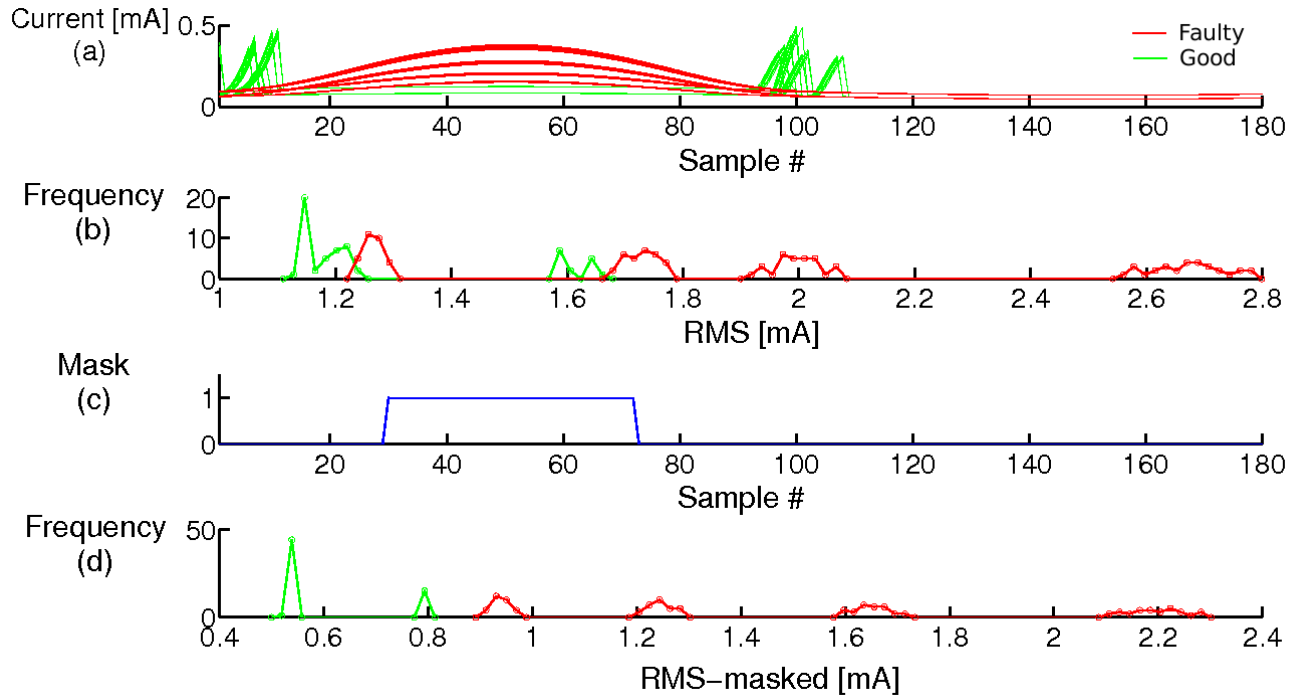 Current [mA]
(a)
0.5
0
Faulty
Good
20 40 60 80 100 120 140 160 180
Sample #
Frequency
(b)
20
10
0
1 1.2 1.4 1.6 1.8 2 2.2 2.4 2.6 2.8
RMS [mA]
Mask
(c)
1
0
20 40 60 80 100 120 140 160 180
Sample #
Frequency
(d)
50
0
0.4 0.6 0.8 1 1.2 1.4 1.6 1.8 2 2.2 2.4
RMS-masked [mA]